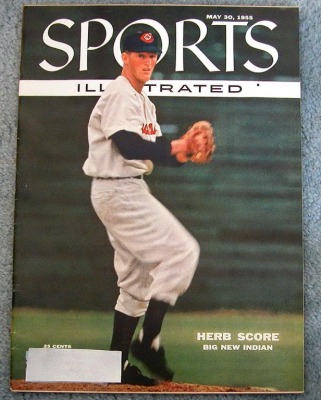 MAY 30, 1955
SPORTS
ILLUSTRATED
HERB SCORE
BIG NEW INDIAN
25 CENTS